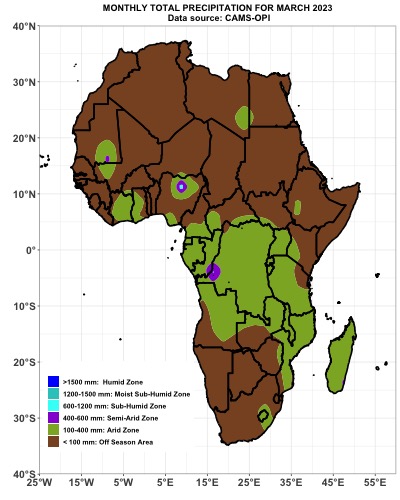 MONTHLY TOTAL PRECIPITATION FOR MARCH 2023
Data source: CAMS-OPI
40°N
30°N
20°N
10°N
0°
10°S
20°S
30°S
40°S
>1500 mm: Humid Zone
1200-1500 mm: Moist Sub-Humid Zone
600-1200 mm: Sub-Humid Zone
400-600 mm: Semi-Arid Zone
100-400 mm: Arid Zone
< 100 mm: Off Season Area
25°W 15°W 5°W 5°E 15°E 25°E 35°E 45°E 55°E